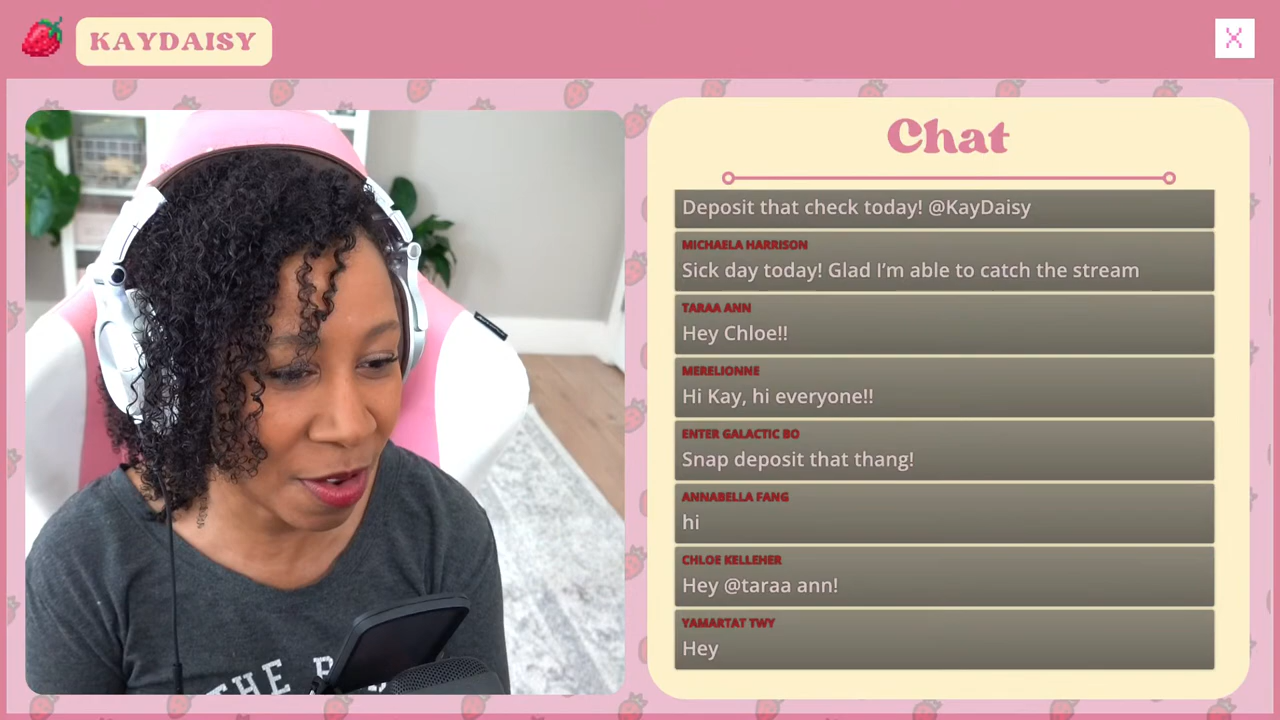 KAYDAISY
Chat
Deposit that check today! @KayDaisy
MICHAELA HARRISON
Sick day today! Glad I'm able to catch the stream
TARAA ANN
Hey Chloe!!
MERELIONNE
Hi Kay, hi everyone!!
ENTER GALACTIC BO
Snap deposit that thang!
ANNABELLA FANG
hi
CHLOE KELLEHER
Hey @taraa ann!
YAMARTAT TWY
Hey
THE